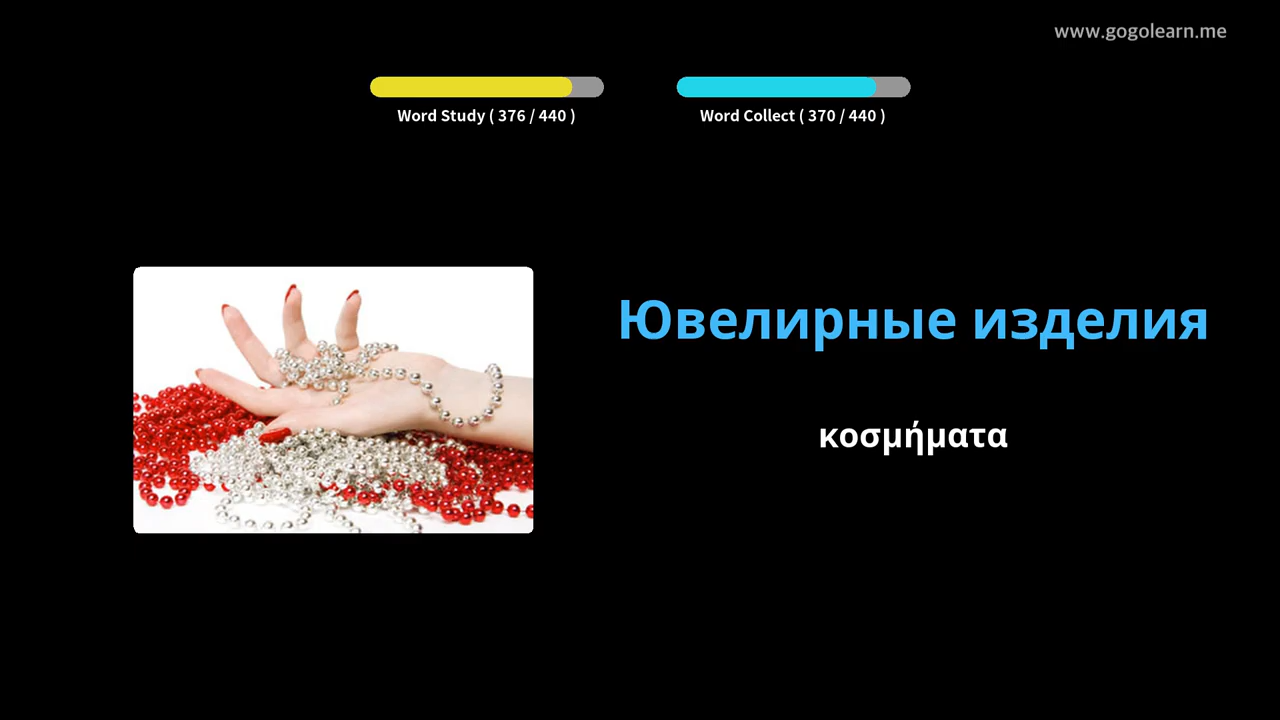 www.gogolearn.me
Word Study ( 376 / 440 )
Word Collect ( 370 / 440 )
Ювелирные изделия
κοσμήματα